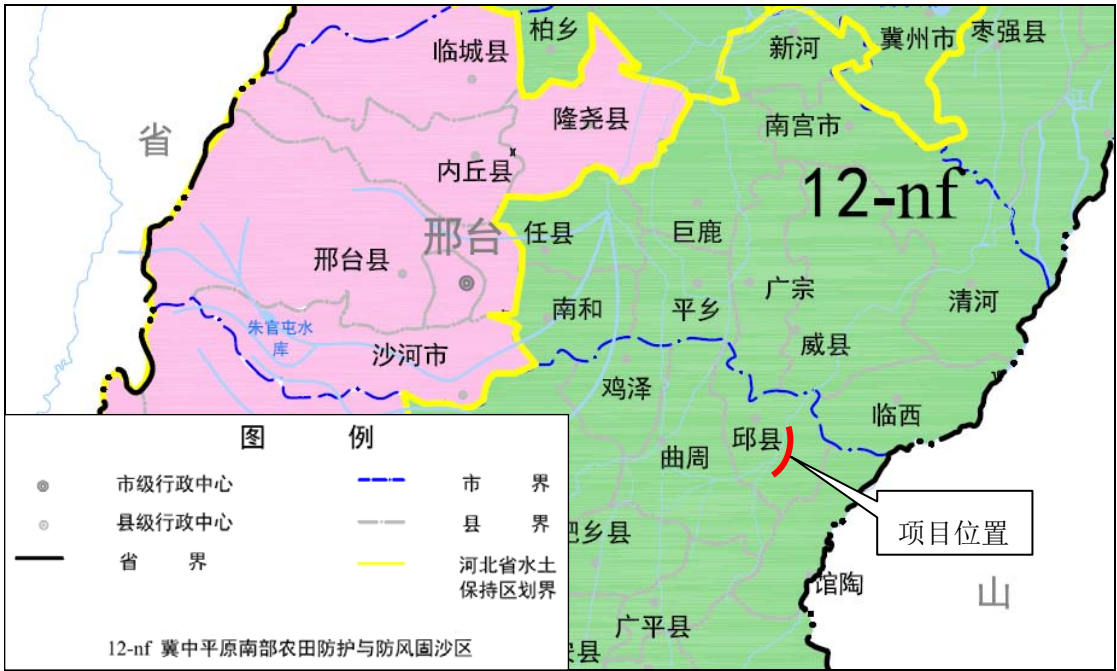 柏乡
新河
冀州市
枣强县
临城县
隆尧县
南宫市
省
内丘县
12-nf
邢台
任县
巨鹿
邢台县
广宗
清河
南和
平乡
朱官屯水
库
沙河市
威县
鸡泽
临西
邱县
曲周
项目位置
肥乡县
馆陶
山
广平县
安县
图 例
市级行政中心
市 界
县级行政中心
县 界
省 界
河北省水土
保持区划界
12-nf 冀中平原南部农田防护与防风固沙区